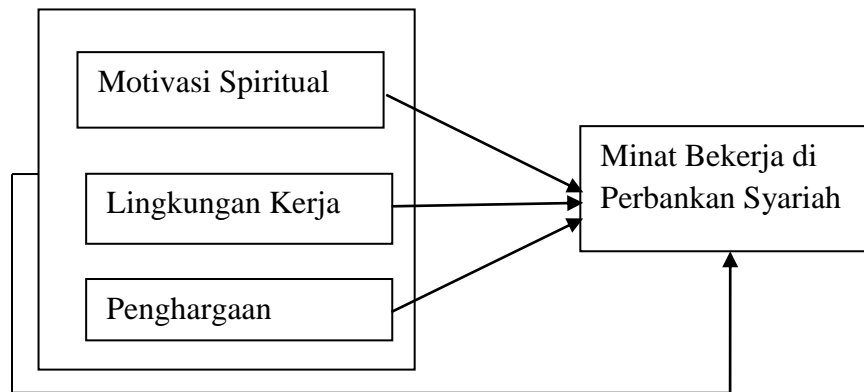 Motivasi Spiritual
Lingkungan Kerja
Penghargaan
Minat Bekerja di
Perbankan Syariah